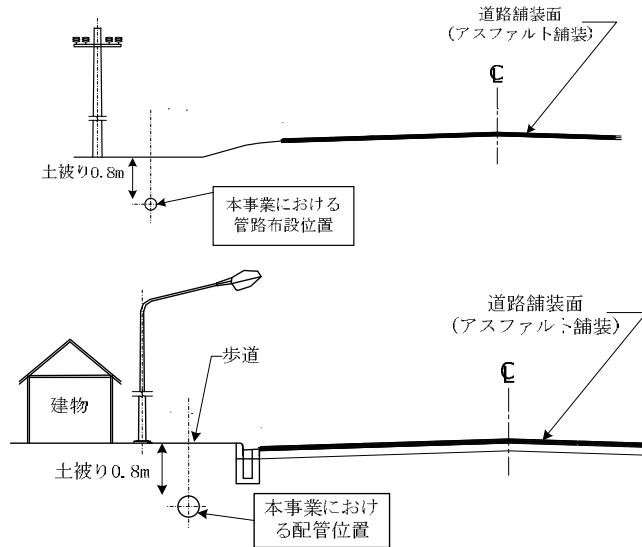 道路舗装面
(アスファルト舗装)
℄
土被り0.8m
本事業における
管路布設位置
道路舗装面
(アスファルト舗装)
℄
歩道
建物
土被り0.8m
本事業におけ
る配管位置